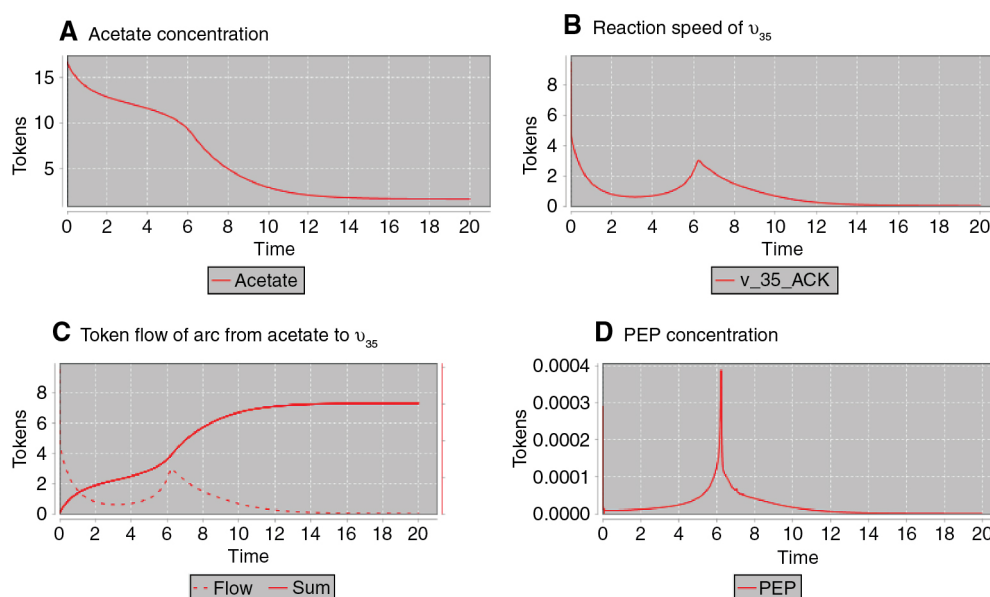 A Acetate concentration
Tokens
15
10
5
0 2 4 6 8 10 12 14 16 18 20
Time
Acetate
B Reaction speed of υ35
Tokens
8
6
4
2
0
0 2 4 6 8 10 12 14 16 18 20
Time
v_35_ACK
C Token flow of arc from acetate to υ35
Tokens
8
6
4
2
0
0 2 4 6 8 10 12 14 16 18 20
Time
Flow Sum
D PEP concentration
Tokens
0.0004
0.0003
0.0002
0.0001
0.0000
0 2 4 6 8 10 12 14 16 18 20
Time
PEP